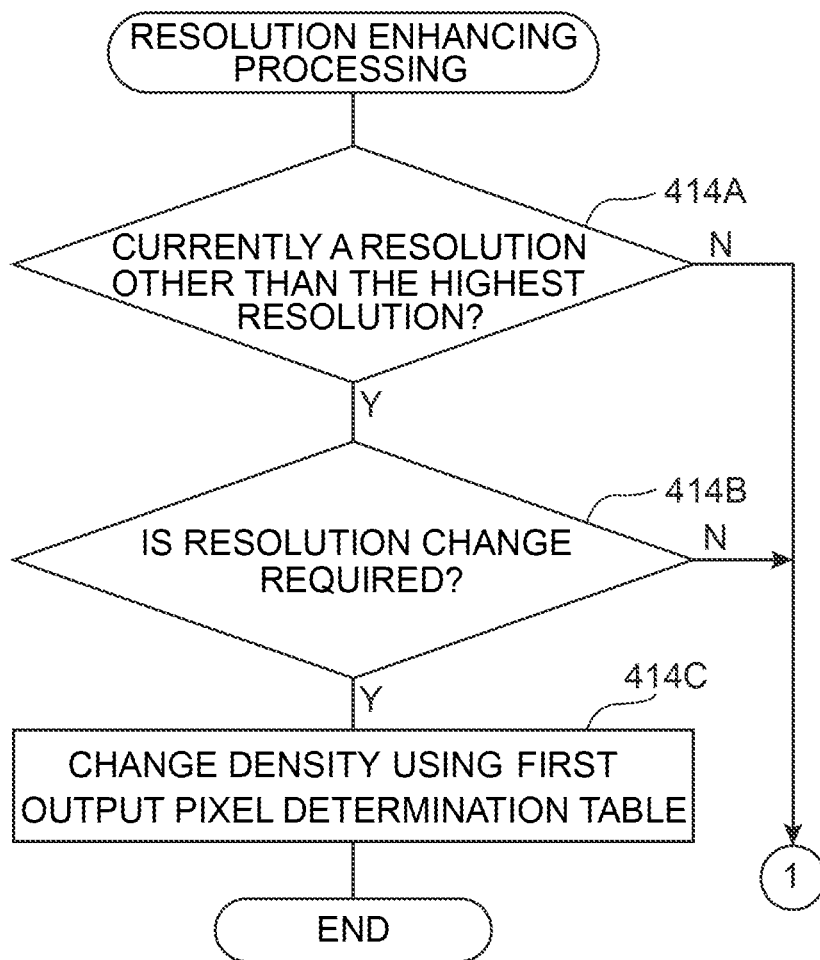 RESOLUTION ENHANCING
PROCESSING
414A
CURRENTLY A RESOLUTION
OTHER THAN THE HIGHEST
RESOLUTION?
N
Y
414B
IS RESOLUTION CHANGE
REQUIRED?
N
Y
414C
CHANGE DENSITY USING FIRST
OUTPUT PIXEL DETERMINATION TABLE
1
END